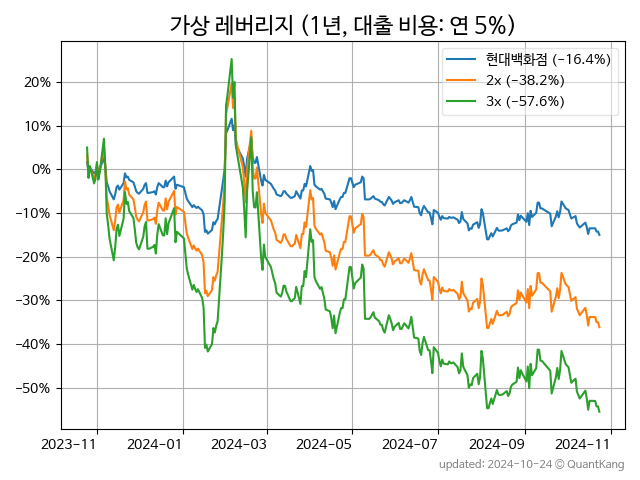 가상 레버리지 (1년, 대출 비용: 연 5%)
현대백화점 (-16.4%)
2x (-38.2%)
3x (-57.6%)
20%
10%
0%
-10%
-20%
-30%
-40%
-50%
2023-11 2024-01 2024-03 2024-05 2024-07 2024-09 2024-11
updated: 2024-10-24 © QuantKang